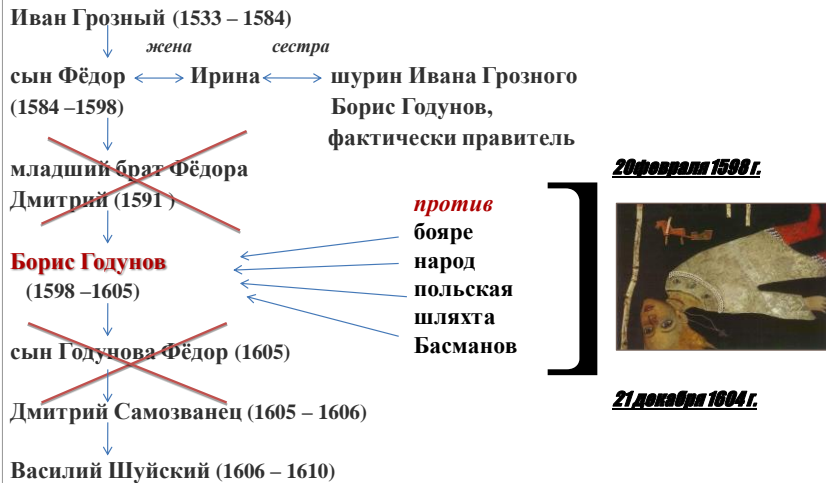 Иван Грозный (1533 – 1584)
жена сестра
сын Фёдор Ирина шурин Ивана Грозного
(1584 –1598) Борис Годунов,
фактически правитель
младший брат Фёдора
Дмитрий (1591 )
Борис Годунов
(1598 –1605)
сын Годунова Фёдор (1605)
Дмитрий Самозванец (1605 – 1606)
Василий Шуйский (1606 – 1610)
против
бояре
народ
польская
шляхта
Басманов
20февраля 1598 г.
21 декабря 1604 г.